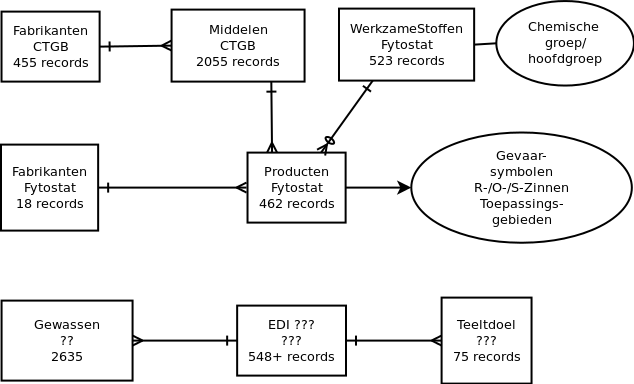 Fabrikanten
CTGB
455 records
Middelen
CTGB
2055 records
WerkzameStoffen
Fytostat
523 records
Chemische
groep/
hoofdgroep
Fabrikanten
Fytostat
18 records
Producten
Fytostat
462 records
Gevaar-
symbolen
R-/O-/S-Zinnen
Toepassings-
gebieden
Gewassen
??
2635
EDI ???
???
548+ records
Teeltdoel
???
75 records